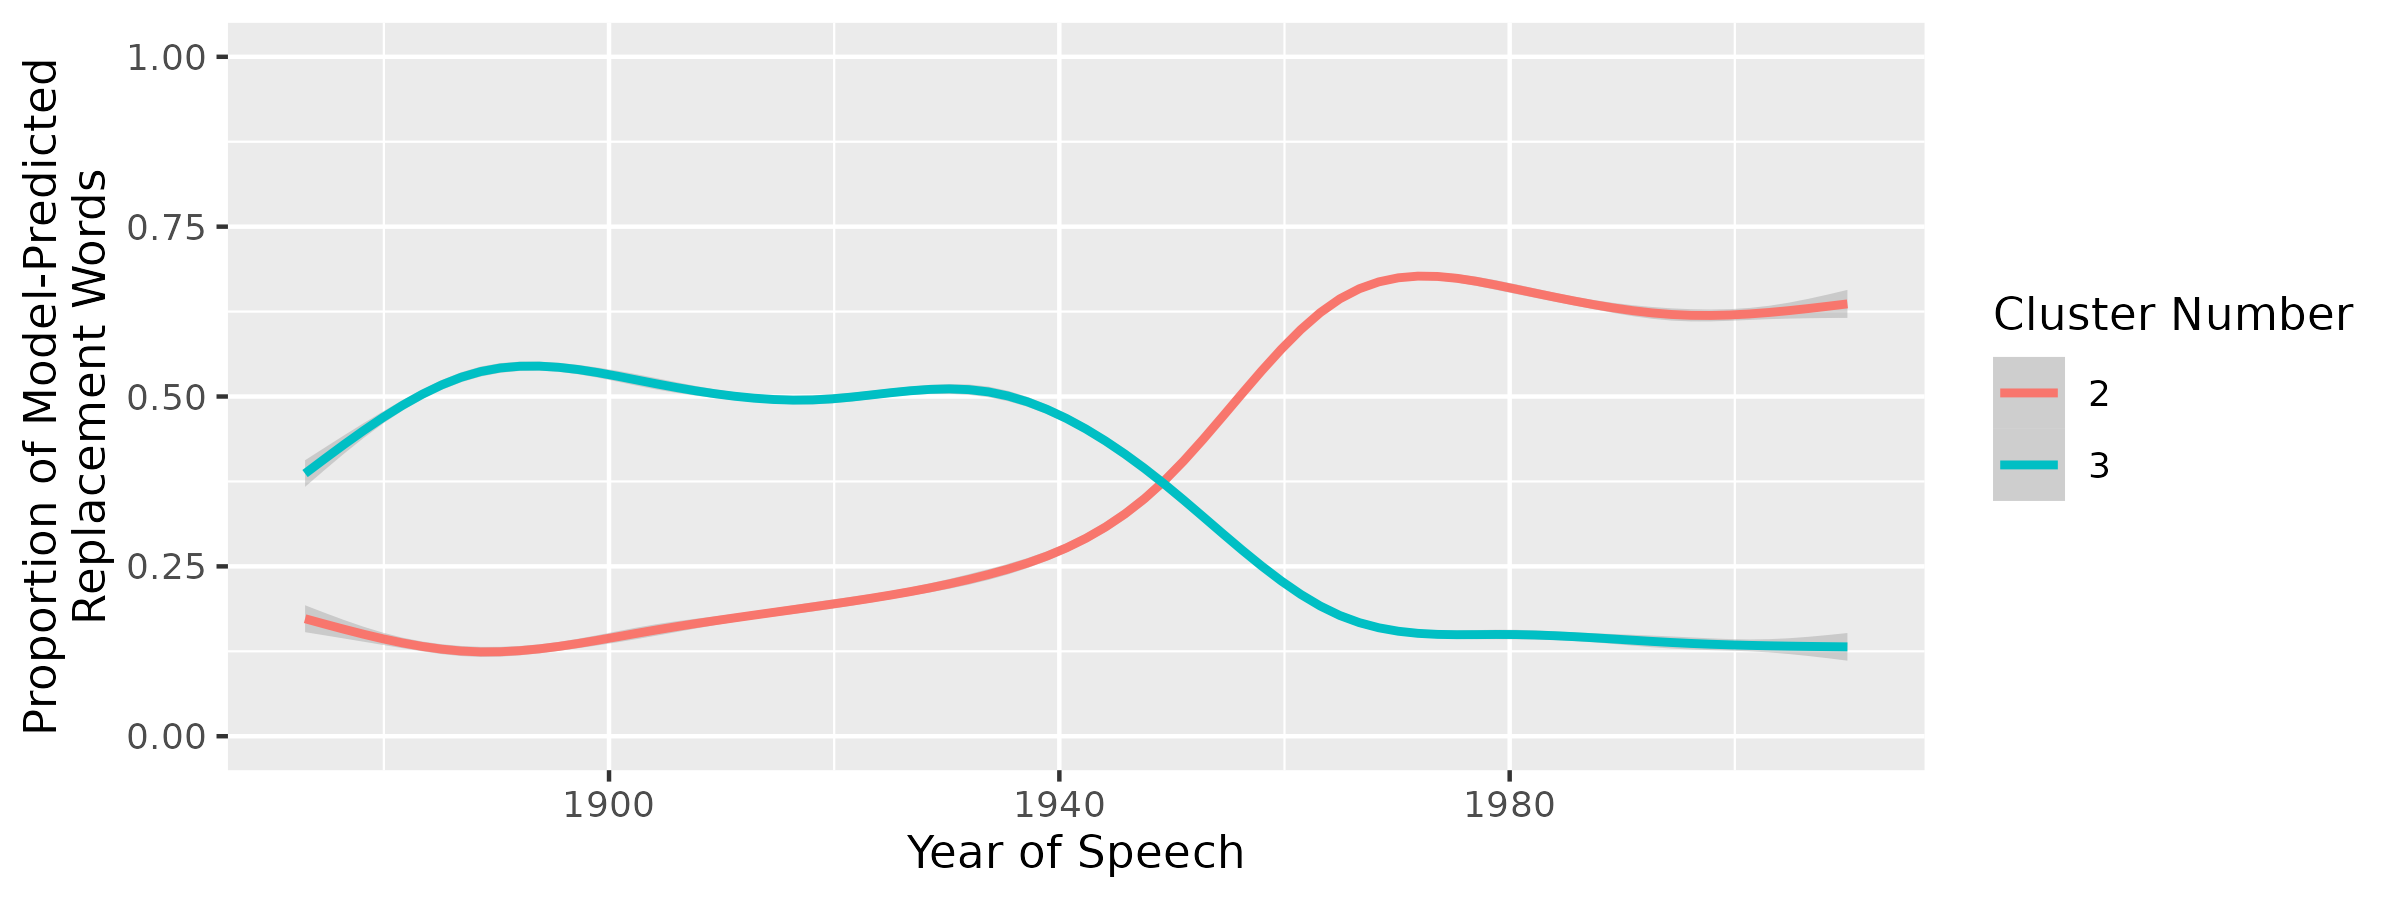 Proportion of Model-Predicted
Replacement Words
1.00
0.75
0.50
0.25
0.00
1900
1940
1980
Year of Speech
Cluster Number
2
3